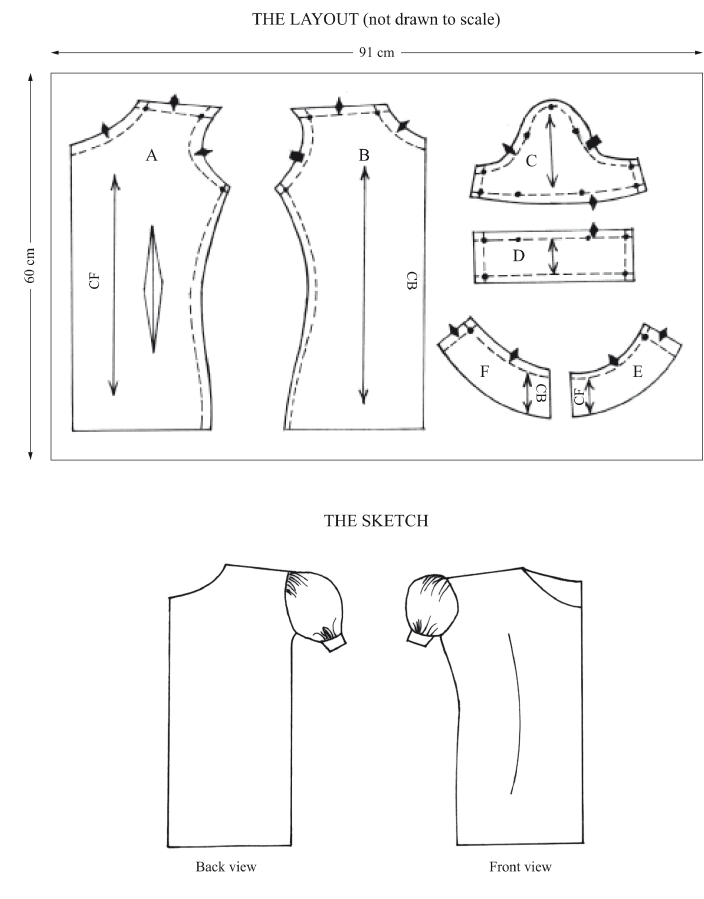 THE LAYOUT (not drawn to scale)
91 cm
60 cm
A
B
C
D
CF
CB
F
CB
CF
E
THE SKETCH
Back view
Front view